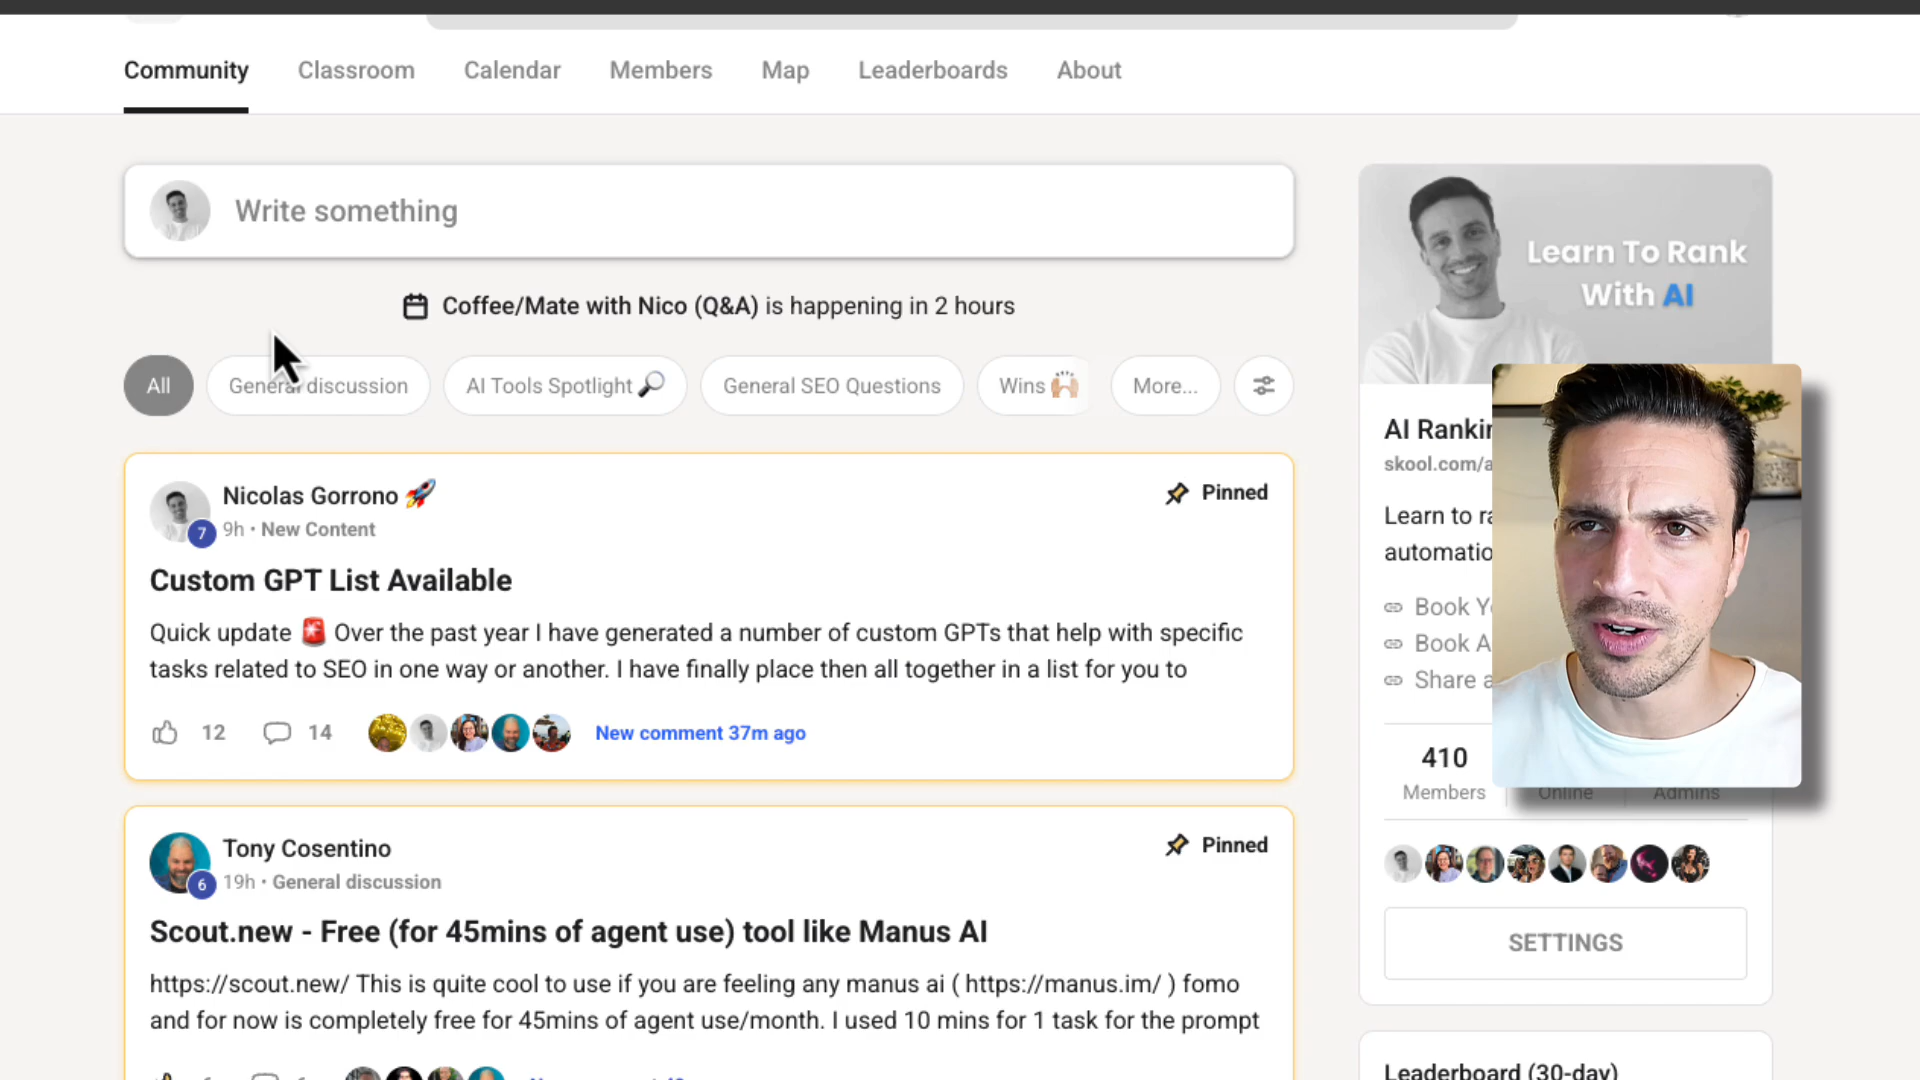 Community Classroom Calendar Members Map Leaderboards About
Write something
Coffee/Mate with Nico (Q&A) is happening in 2 hours
All General discussion AI Tools Spotlight 🔎 General SEO Questions Wins 🙌🏼 More...
Nicolas Gorrono 🚀
Pinned
7
9h • New Content
Custom GPT List Available
Quick update 🚨 Over the past year I have generated a number of custom GPTs that help with specific
tasks related to SEO in one way or another. I have finally place then all together in a list for you to
12 14 New comment 37m ago
Tony Cosentino
Pinned
6
19h • General discussion
Scout.new - Free (for 45mins of agent use) tool like Manus AI
https://scout.new/ This is quite cool to use if you are feeling any manus ai ( https://manus.im/ ) fomo
and for now is completely free for 45mins of agent use/month. I used 10 mins for 1 task for the prompt
Learn To Rank
With AI
AI
skool.com/a
Learn to
Book
Book
Share
410
Members Online Admins
SETTINGS
Leaderboard (30-day)